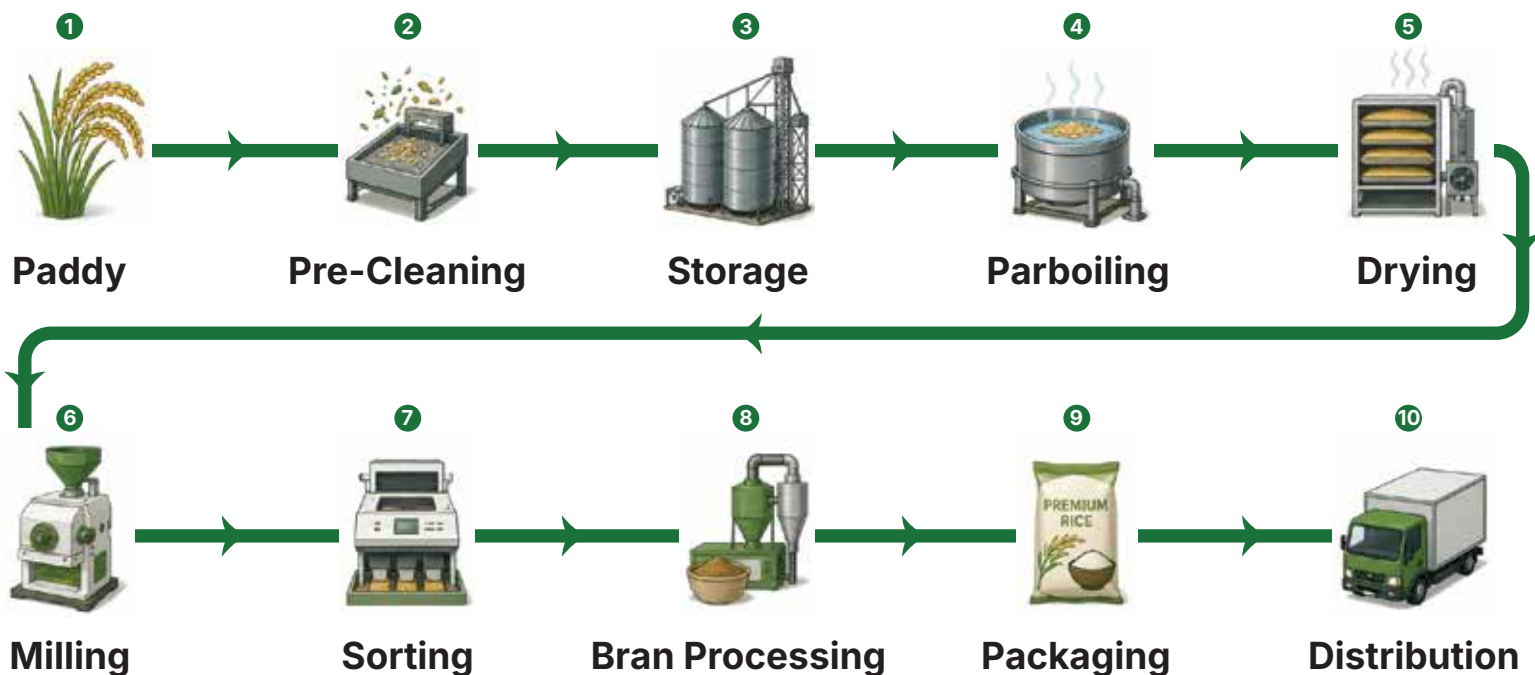 1
2
3
4
5
Paddy
Pre-Cleaning
Storage
Parboiling
Drying
6
7
8
9
10
PREMIUM
RICE
Milling
Sorting
Bran Processing
Packaging
Distribution